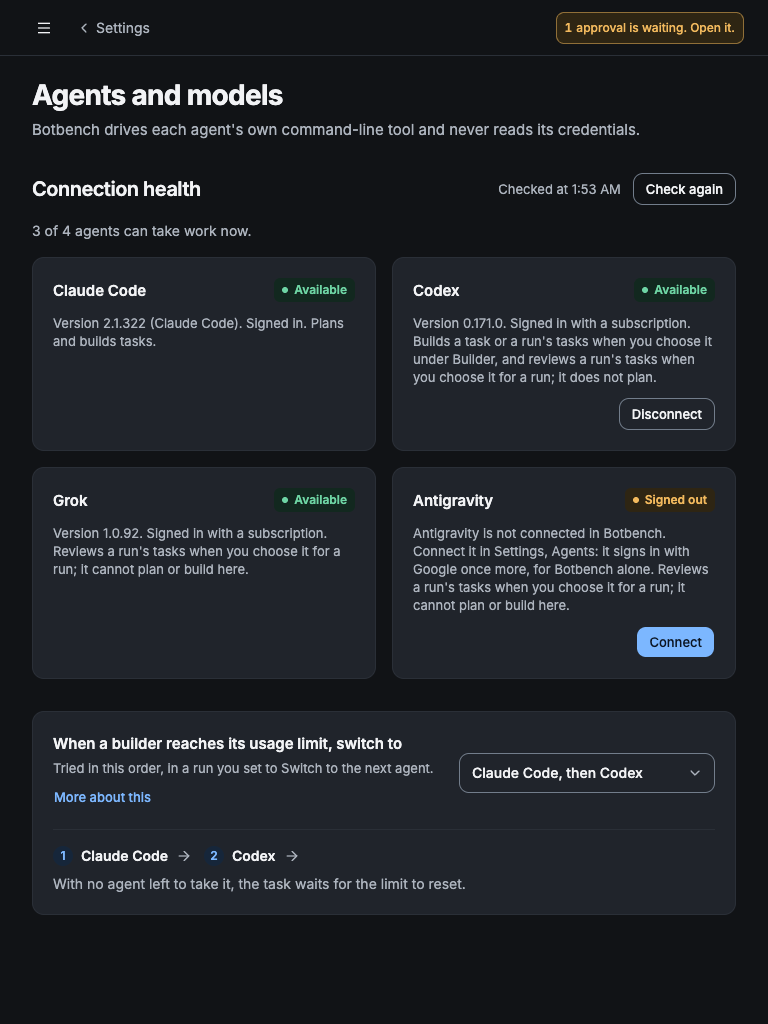 Settings
1 approval is waiting. Open it.
Agents and models
Botbench drives each agent's own command-line tool and never reads its credentials.
Connection health
Checked at 1:53 AM
Check again
3 of 4 agents can take work now.
Claude Code
Available
Version 2.1.322 (Claude Code). Signed in. Plans
and builds tasks.
Codex
Available
Version 0.171.0. Signed in with a subscription.
Builds a task or a run's tasks when you choose it
under Builder, and reviews a run's tasks when
you choose it for a run; it does not plan.
Disconnect
Grok
Available
Version 1.0.92. Signed in with a subscription.
Reviews a run's tasks when you choose it for a
run; it cannot plan or build here.
Antigravity
Signed out
Antigravity is not connected in Botbench.
Connect it in Settings, Agents: it signs in with
Google once more, for Botbench alone. Reviews
a run's tasks when you choose it for a run; it
cannot plan or build here.
Connect
When a builder reaches its usage limit, switch to
Tried in this order, in a run you set to Switch to the next agent.
More about this
Claude Code, then Codex
1 Claude Code → 2 Codex →
With no agent left to take it, the task waits for the limit to reset.